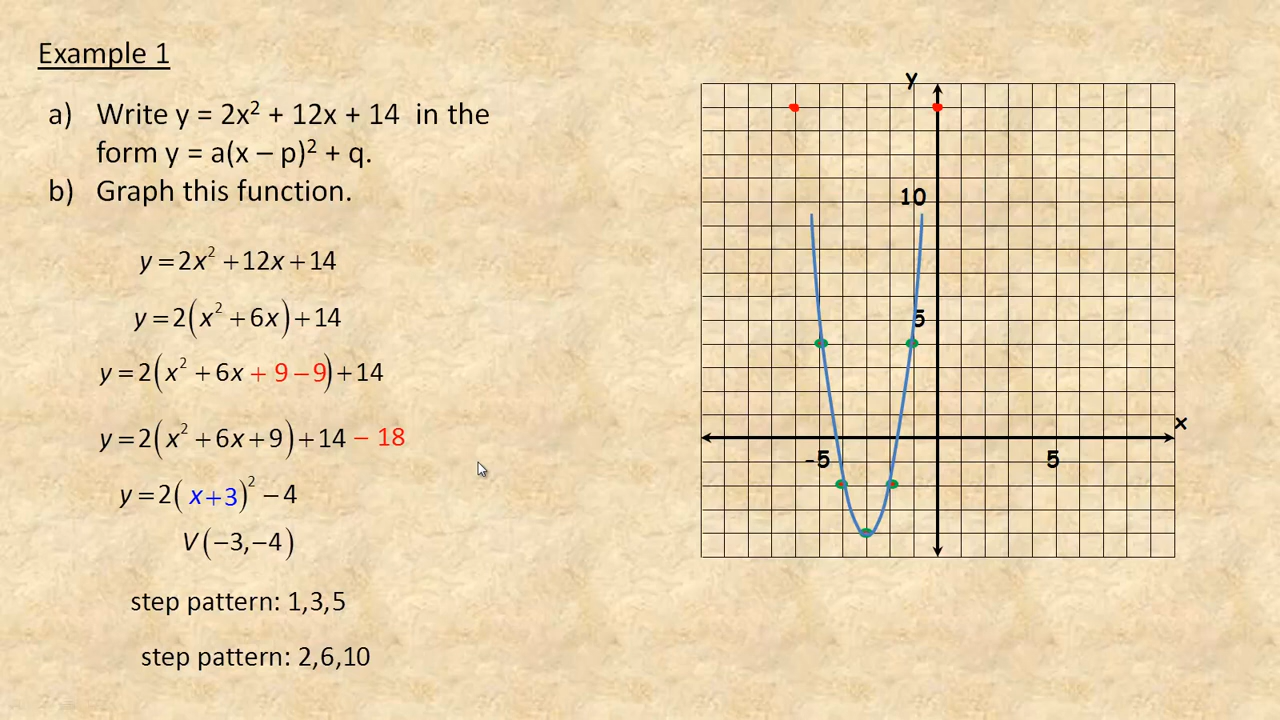 Example 1
a) Write y = 2x² + 12x + 14 in the
form y = a(x – p)² + q.
b) Graph this function.
y = 2x² + 12x + 14
y = 2(x² + 6x) + 14
y = 2(x² + 6x + 9 – 9) + 14
y = 2(x² + 6x + 9) + 14 – 18
y = 2(x+3)² – 4
V(–3,–4)
step pattern: 1,3,5
step pattern: 2,6,10
y
10
5
x
-5
5